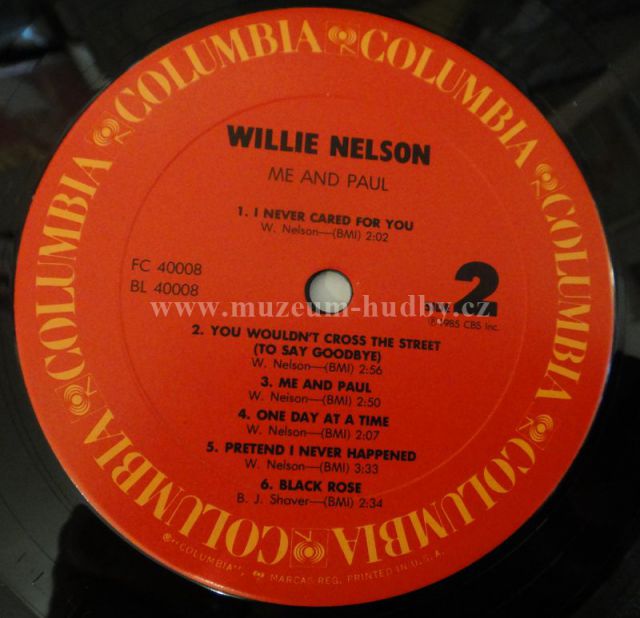 COLUMBIA COLUMBIA COLUMBIA COLUMBIA COLUMBIA COLUMBIA COLUMBIA
WILLIE NELSON
ME AND PAUL
1. I NEVER CARED FOR YOU
W. Nelson—(BMI) 2:02
FC 40008
BL 40008
2
www.muzeum-hudby.cz
℗1985 CBS Inc.
2. YOU WOULDN'T CROSS THE STREET
(TO SAY GOODBYE)
W. Nelson—(BMI) 2:56
3. ME AND PAUL
W. Nelson—(BMI) 2:50
4. ONE DAY AT A TIME
W. Nelson—(BMI) 2:07
5. PRETEND I NEVER HAPPENED
W. Nelson—(BMI) 3:33
6. BLACK ROSE
B. J. Shaver—(BMI) 2:34
"COLUMBIA", MARCAS REG. PRINTED IN U.S.A.